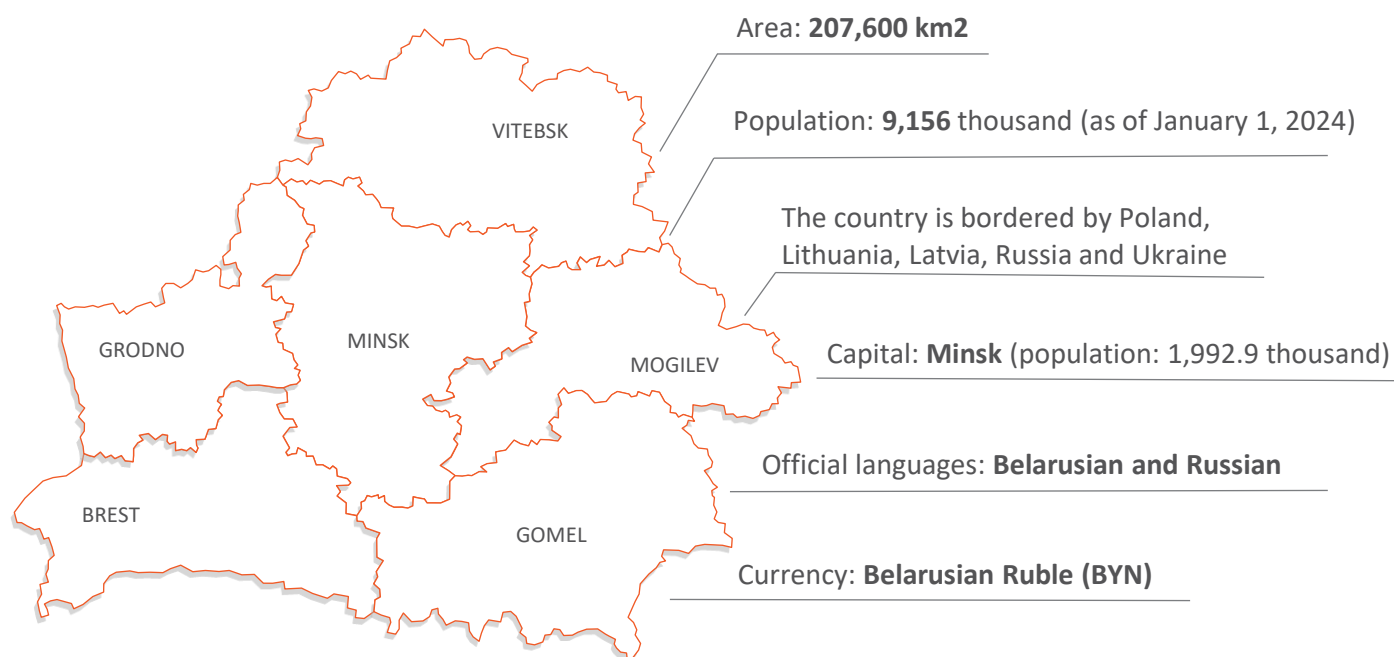 Area: 207,600 km2
VITEBSK
Population: 9,156 thousand (as of January 1, 2024)
The country is bordered by Poland,
Lithuania, Latvia, Russia and Ukraine
GRODNO
MINSK
MOGILEV
Capital: Minsk (population: 1,992.9 thousand)
Official languages: Belarusian and Russian
BREST
GOMEL
Currency: Belarusian Ruble (BYN)